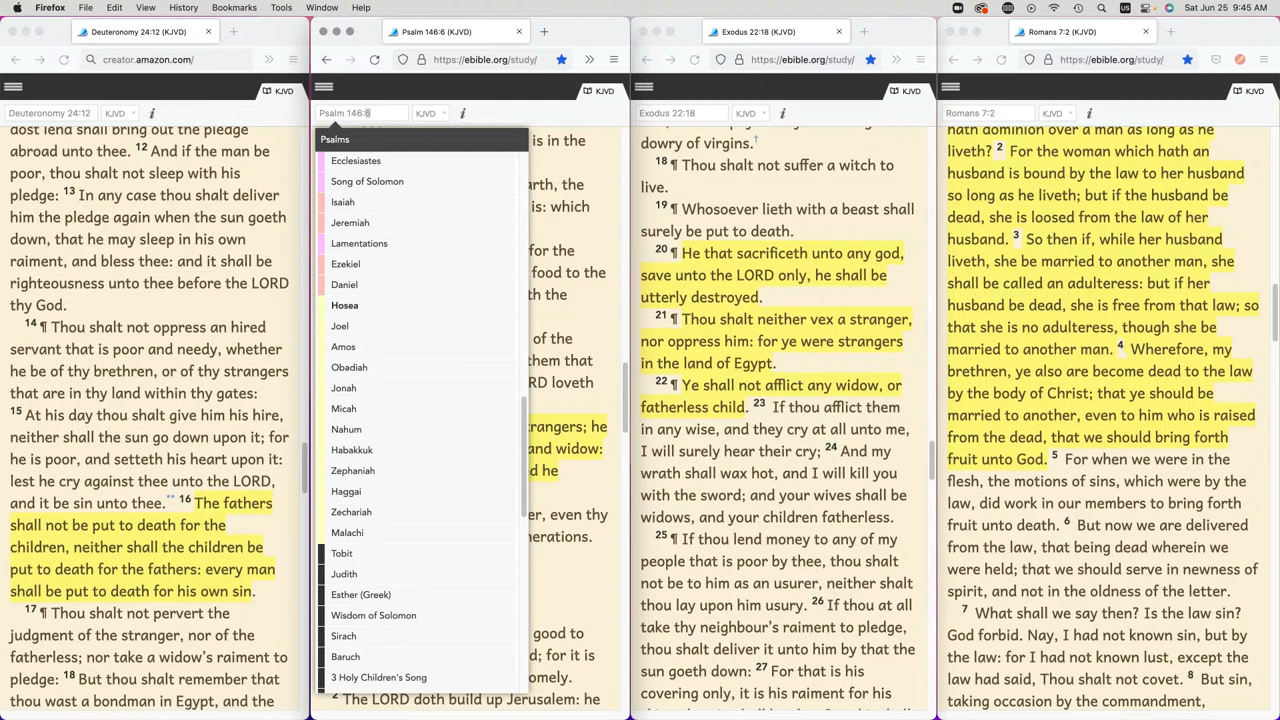 Firefox File Edit View History Bookmarks Tools Window Help
US
Sat Jun 25 9:45 AM
Deuteronomy 24:12 (KJVD)
creator.amazon.com/
KJVD
Deuteronomy 24:12 KJVD i
dost lend shall bring out the pledge
abroad unto thee. 12 And if the man be
poor, thou shalt not sleep with his
pledge: 13 In any case thou shalt deliver
him the pledge again when the sun goeth
down, that he may sleep in his own
raiment, and bless thee: and it shall be
righteousness unto thee before the LORD
thy God.
14 ¶ Thou shalt not oppress an hired
servant that is poor and needy, whether
he be of thy brethren, or of thy strangers
that are in thy land within thy gates:
15 At his day thou shalt give him his hire,
neither shall the sun go down upon it; for
he is poor, and setteth his heart upon it:
lest he cry against thee unto the LORD,
and it be sin unto thee. 16 The fathers
shall not be put to death for the
children, neither shall the children be
put to death for the fathers: every man
shall be put to death for his own sin.
17 ¶ Thou shalt not pervert the
judgment of the stranger, nor of the
fatherless; nor take a widow's raiment to
pledge: 18 But thou shalt remember that
thou wast a bondman in Egypt, and the
Psalm 146:6 (KJVD)
https://ebible.org/study/
KJVD
Psalm 146:6 KJVD i
Psalms
Ecclesiastes
Song of Solomon
Isaiah
Jeremiah
Lamentations
Ezekiel
Daniel
Hosea
Joel
Amos
Obadiah
Jonah
Micah
Nahum
Habakkuk
Zephaniah
Haggai
Zechariah
Malachi
Tobit
Judith
Esther (Greek)
Wisdom of Solomon
Sirach
Baruch
3 Holy Children's Song
is in the
arth, the
is: which
for the
food to the
th the
of the
them that
RD loveth
trangers; he
and widow:
ed he
er, even thy
nerations.
good to
d; for it is
omely.
2 The LORD doth build up Jerusalem: he
Exodus 22:18 (KJVD)
https://ebible.org/study/
KJVD
Exodus 22:18 KJVD i
dowry of virgins.
18 ¶ Thou shalt not suffer a witch to
live.
19 ¶ Whosoever lieth with a beast shall
surely be put to death.
20 ¶ He that sacrificeth unto any god,
save unto the LORD only, he shall be
utterly destroyed.
21 ¶ Thou shalt neither vex a stranger,
nor oppress him: for ye were strangers
in the land of Egypt.
22 ¶ Ye shall not afflict any widow, or
fatherless child. 23 If thou afflict them
in any wise, and they cry at all unto me,
I will surely hear their cry; 24 And my
wrath shall wax hot, and I will kill you
with the sword; and your wives shall be
widows, and your children fatherless.
25 ¶ If thou lend money to any of my
people that is poor by thee, thou shalt
not be to him as an usurer, neither shalt
thou lay upon him usury. 26 If thou at all
take thy neighbour's raiment to pledge,
thou shalt deliver it unto him by that the
sun goeth down: 27 For that is his
covering only, it is his raiment for his
Romans 7:2 (KJVD)
https://ebible.org/study/
KJVD
Romans 7:2 KJVD i
hath dominion over a man as long as he
liveth? 2 For the woman which hath an
husband is bound by the law to her husband
so long as he liveth; but if the husband be
dead, she is loosed from the law of her
husband. 3 So then if, while her husband
liveth, she be married to another man, she
shall be called an adulteress: but if her
husband be dead, she is free from that law; so
that she is no adulteress, though she be
married to another man. 4 Wherefore, my
brethren, ye also are become dead to the law
by the body of Christ; that ye should be
married to another, even to him who is raised
from the dead, that we should bring forth
fruit unto God. 5 For when we were in the
flesh, the motions of sins, which were by the
law, did work in our members to bring forth
fruit unto death. 6 But now we are delivered
from the law, that being dead wherein we
were held; that we should serve in newness of
spirit, and not in the oldness of the letter.
7 What shall we say then? Is the law sin?
God forbid. Nay, I had not known sin, but by
the law: for I had not known lust, except the
law had said, Thou shalt not covet. 8 But sin,
taking occasion by the commandment,